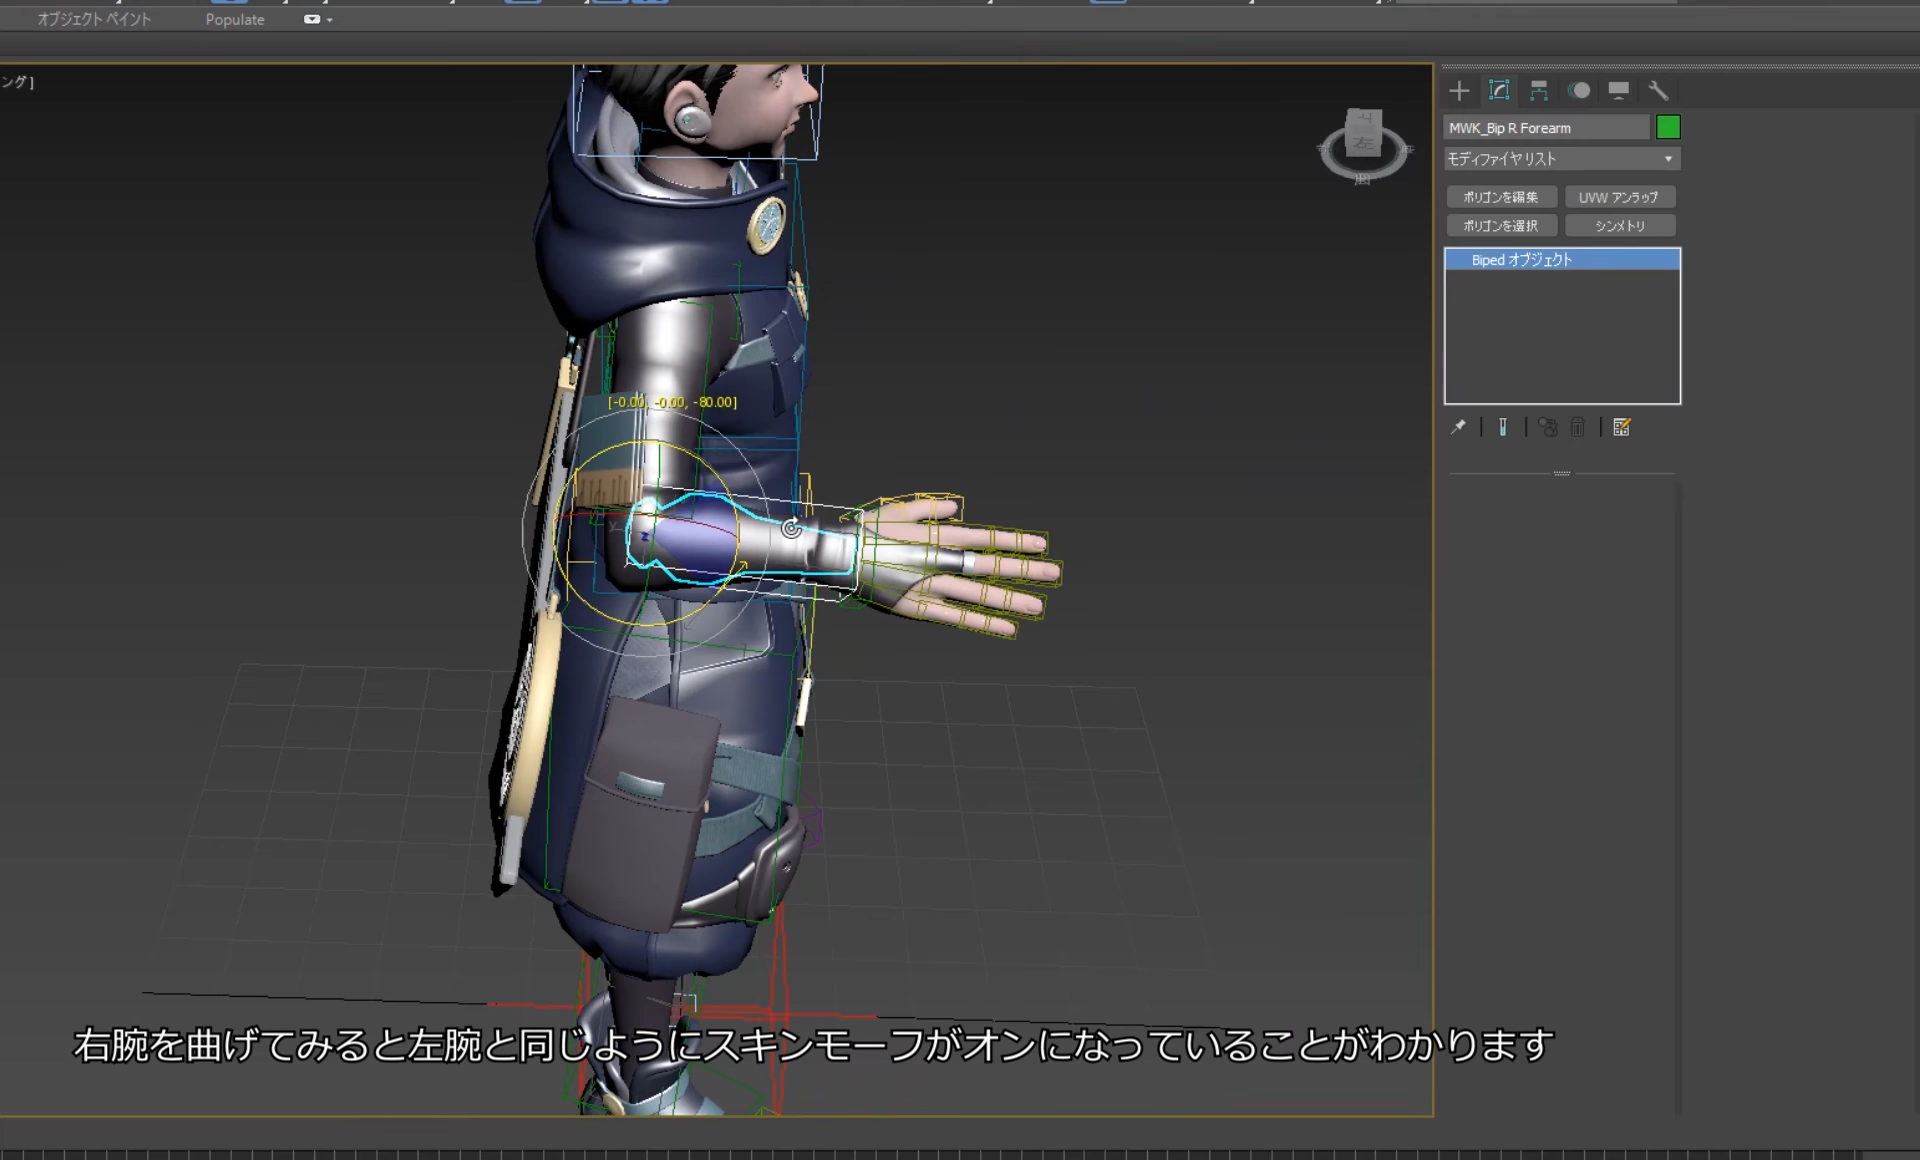 オブジェクト ペイント
Populate
ング ]
MWK_Bip R Forearm
モディファイヤ リスト
ポリゴンを編集
UVW アンラップ
ポリゴンを選択
シンメトリ
Biped オブジェクト
左
[-0.00, -0.00, -80.00]
y
z
右腕を曲げてみると左腕と同じようにスキンモーフがオンになっていることがわかります